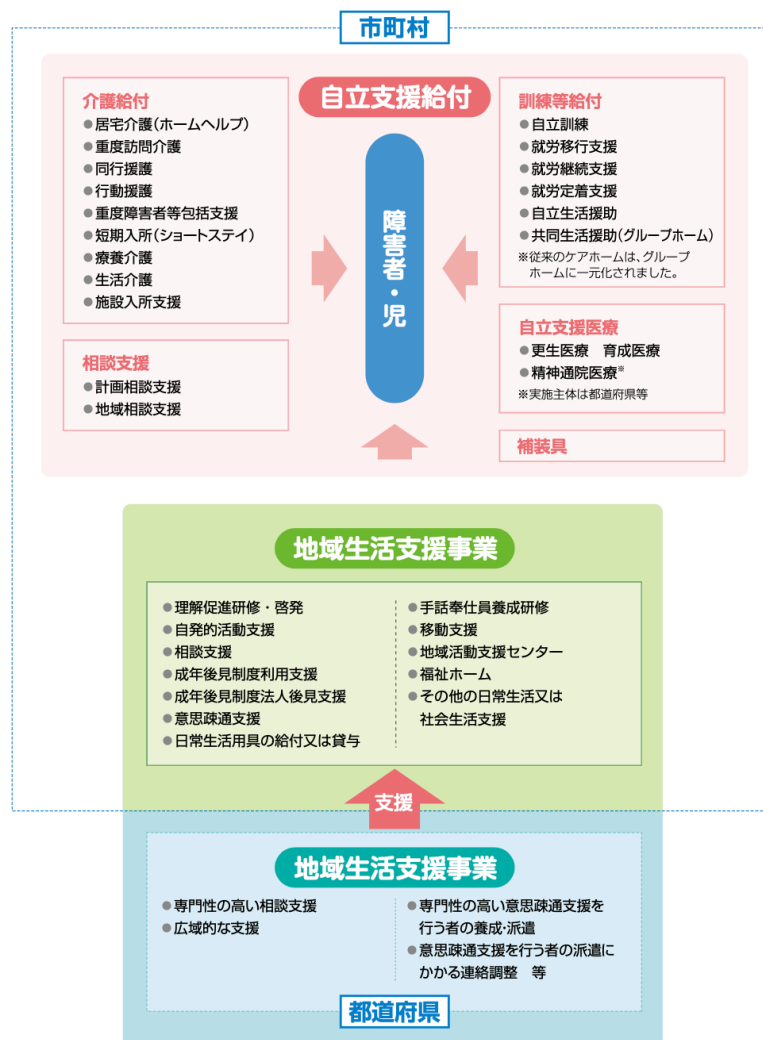 市町村
自立支援給付
介護給付
●居宅介護(ホームヘルプ)
●重度訪問介護
●同行援護
●行動援護
●重度障害者等包括支援
●短期入所(ショートステイ)
●療養介護
●生活介護
●施設入所支援
相談支援
●計画相談支援
●地域相談支援
障害者・児
訓練等給付
●自立訓練
●就労移行支援
●就労継続支援
●就労定着支援
●自立生活援助
●共同生活援助(グループホーム)
※従来のケアホームは、グループ
ホームに一元化されました。
自立支援医療
●更生医療　育成医療
●精神通院医療※
※実施主体は都道府県等
補装具
地域生活支援事業
●理解促進研修・啓発
●自発的活動支援
●相談支援
●成年後見制度利用支援
●成年後見制度法人後見支援
●意思疎通支援
●日常生活用具の給付又は貸与
●手話奉仕員養成研修
●移動支援
●地域活動支援センター
●福祉ホーム
●その他の日常生活又は
社会生活支援
支援
地域生活支援事業
●専門性の高い相談支援
●広域的な支援
●専門性の高い意思疎通支援を
行う者の養成・派遣
●意思疎通支援を行う者の派遣に
かかる連絡調整　等
都道府県